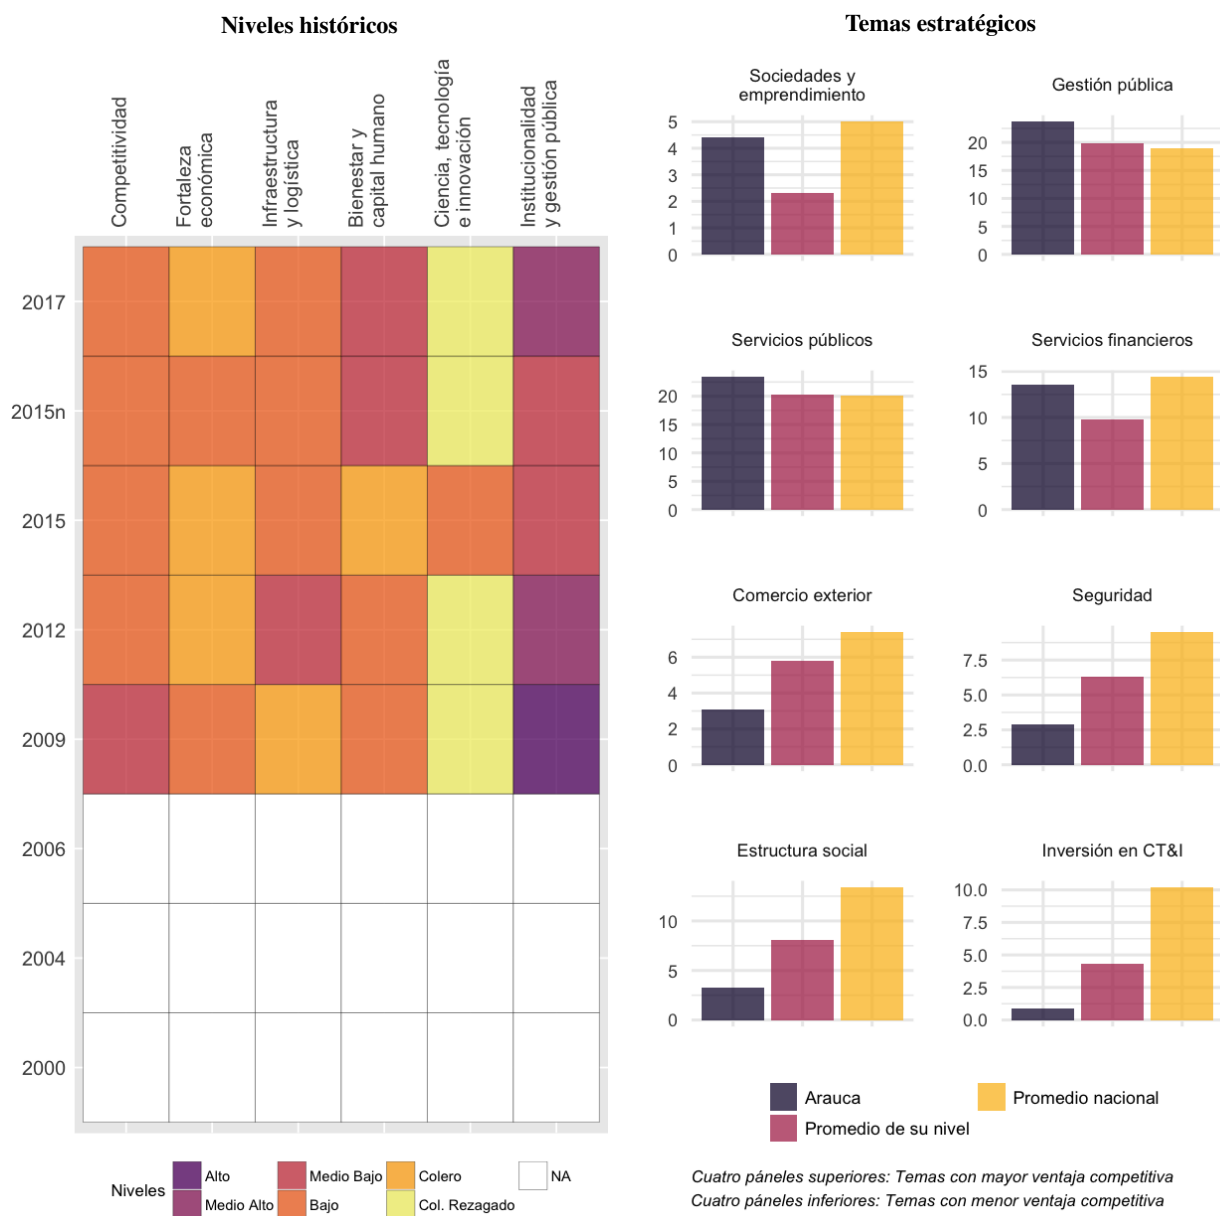 Niveles históricos
Competitividad
Fortaleza
económica
Infraestructura
y logística
Bienestar y
capital humano
Ciencia, tecnología
e innovación
Institucionalidad
y gestión pública
2017
2015n
2015
2012
2009
2006
2004
2000
Niveles
Alto
Medio Alto
Medio Bajo
Bajo
Colero
Col. Rezagado
NA
Temas estratégicos
Sociedades y
emprendimiento
5
4
3
2
1
0
Gestión pública
20
15
10
5
0
Servicios públicos
20
15
10
5
0
Servicios financieros
15
10
5
0
Comercio exterior
6
4
2
0
Seguridad
7.5
5.0
2.5
0.0
Estructura social
10
5
0
Inversión en CT&I
10.0
7.5
5.0
2.5
0.0
Arauca
Promedio de su nivel
Promedio nacional
Cuatro páneles superiores: Temas con mayor ventaja competitiva
Cuatro páneles inferiores: Temas con menor ventaja competitiva